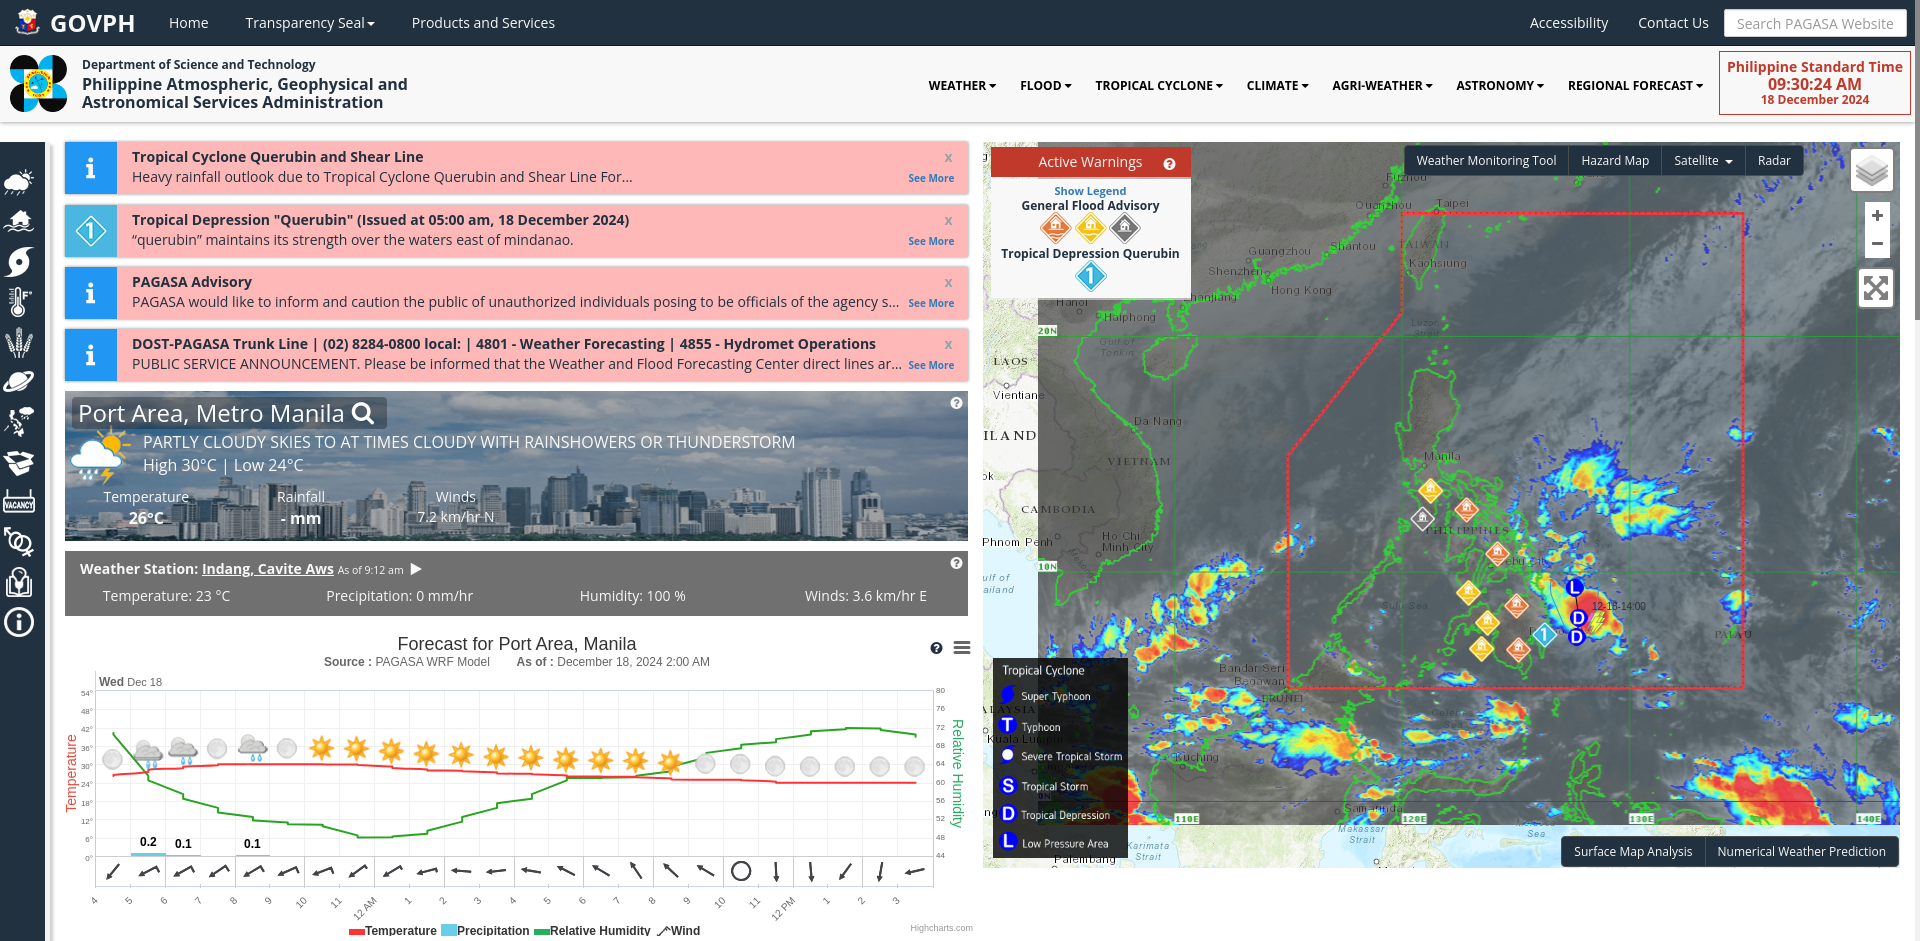 GOVPH
Home
Transparency Seal
Products and Services
Accessibility
Contact Us
Search PAGASA Website
Department of Science and Technology
Philippine Atmospheric, Geophysical and
Astronomical Services Administration
WEATHER
FLOOD
TROPICAL CYCLONE
CLIMATE
AGRI-WEATHER
ASTRONOMY
REGIONAL FORECAST
Philippine Standard Time
09:30:24 AM
18 December 2024
VACANCY
Tropical Cyclone Querubin and Shear Line
x
Heavy rainfall outlook due to Tropical Cyclone Querubin and Shear Line For...
See More
1
Tropical Depression "Querubin" (Issued at 05:00 am, 18 December 2024)
x
“querubin” maintains its strength over the waters east of mindanao.
See More
PAGASA Advisory
x
PAGASA would like to inform and caution the public of unauthorized individuals posing to be officials of the agency s...
See More
DOST-PAGASA Trunk Line | (02) 8284-0800 local: | 4801 - Weather Forecasting | 4855 - Hydromet Operations
x
PUBLIC SERVICE ANNOUNCEMENT. Please be informed that the Weather and Flood Forecasting Center direct lines ar...
See More
Port Area, Metro Manila
PARTLY CLOUDY SKIES TO AT TIMES CLOUDY WITH RAINSHOWERS OR THUNDERSTORM
High 30°C | Low 24°C
Temperature
Rainfall
Winds
26°C
- mm
7.2 km/hr N
Weather Station: Indang, Cavite Aws As of 9:12 am
Temperature: 23 °C
Precipitation: 0 mm/hr
Humidity: 100 %
Winds: 3.6 km/hr E
Forecast for Port Area, Manila
Source : PAGASA WRF Model As of : December 18, 2024 2:00 AM
Wed Dec 18
54°
48°
42°
36°
30°
24°
18°
12°
6°
0°
Temperature
80
76
72
68
64
60
56
52
48
44
Relative Humidity
0.2
0.1
0.1
4
5
6
7
8
9
10
11
12 AM
1
2
3
4
5
6
7
8
9
10
11
12 PM
1
2
3
Temperature
Precipitation
Relative Humidity
Wind
Highcharts.com
Active Warnings
Show Legend
General Flood Advisory
Tropical Depression Querubin
1
Weather Monitoring Tool
Hazard Map
Satellite
Radar
+
−
Fuzhou
Quanzhou
Taipei
Guangzhou
Shantou
TAIWAN
Shenzhen
Kaohsiung
Hong Kong
Zhanjiang
Hanoi
Haiphong
Luzon
Strait
20N
Gulf of
Tonkin
LAOS
Vientiane
Da Nang
ILAND
VIETNAM
Manila
ok
CAMBODIA
PHILIPPINES
Phnom Penh
Ho Chi
Minh City
10N
ulf of
ailand
Sulu Sea
12-18-14:00
L
D
D
1
PALAU
Bandar Seri
Begawan
BRUNEI
ALAYSIA
Kuala Lum
Kuching
Tropical Cyclone
Super Typhoon
T Typhoon
Severe Tropical Storm
S Tropical Storm
D Tropical Depression
L Low Pressure Area
Samarinda
110E
120E
130E
140E
Makassar
Strait
Karimata
Strait
Sea
Palembang
Surface Map Analysis
Numerical Weather Prediction